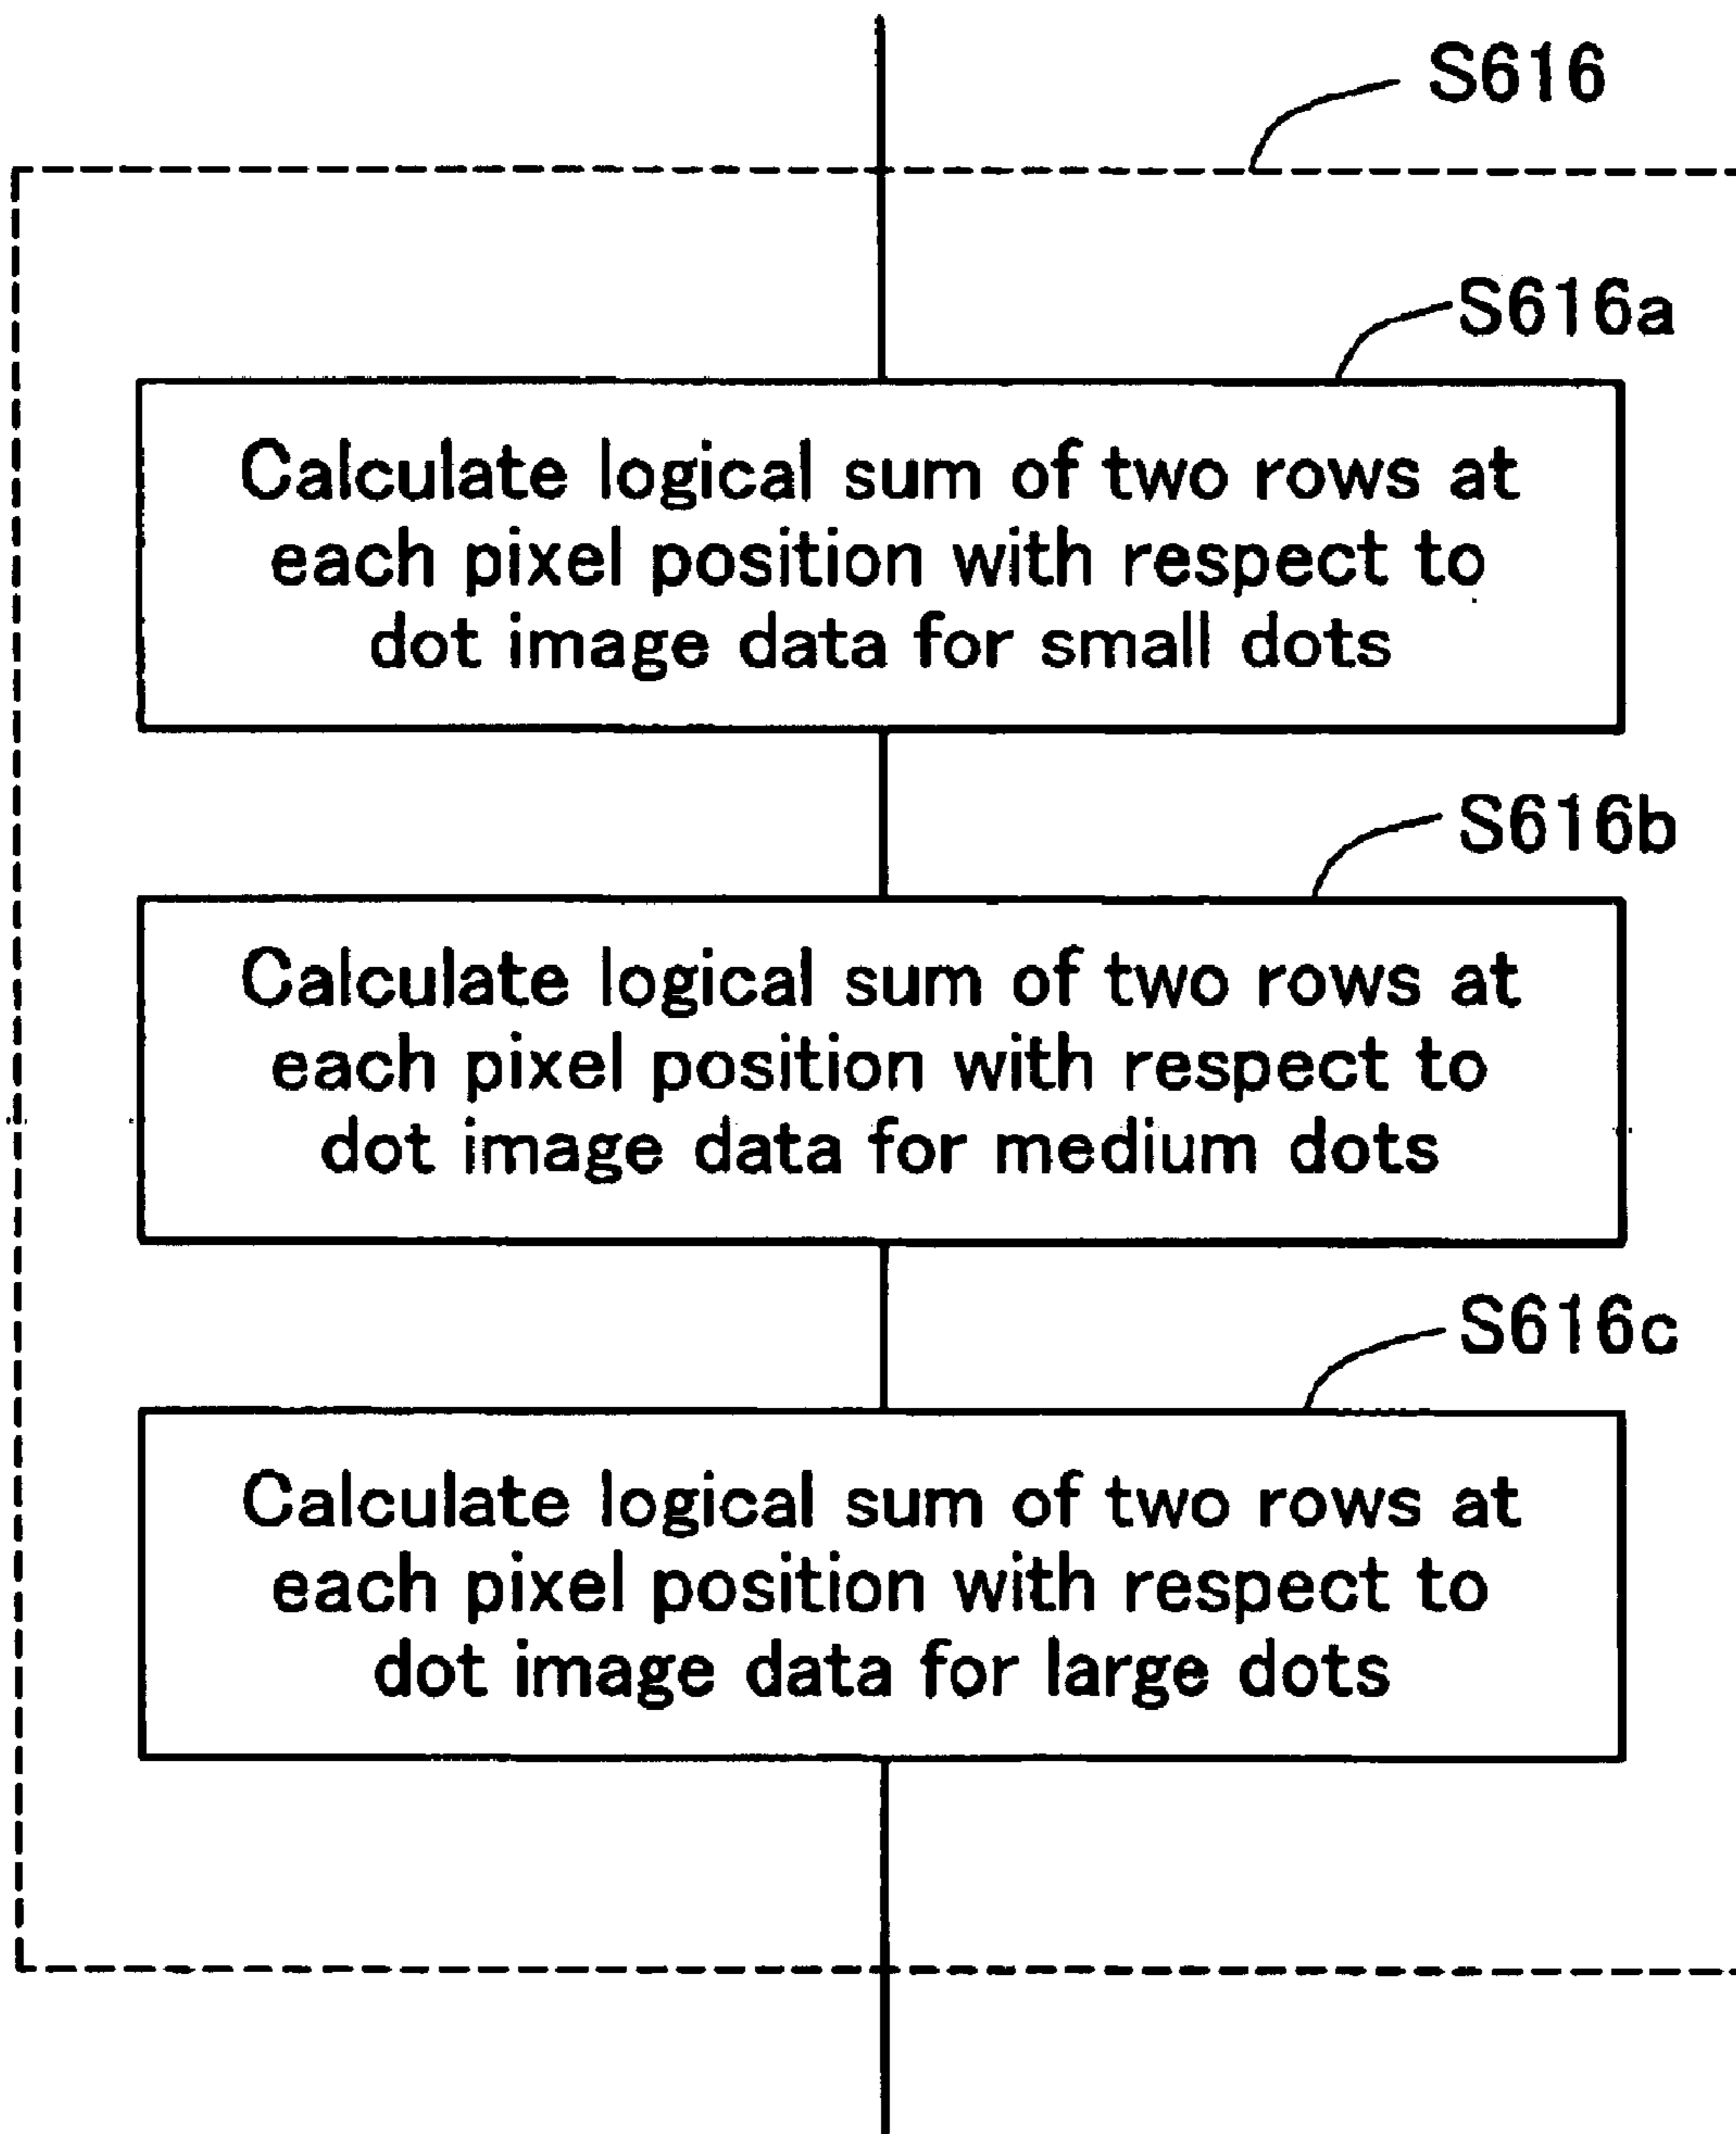 S616
S616a
Calculate logical sum of two rows at
each pixel position with respect to
dot image data for small dots
S616b
Calculate logical sum of two rows at
each pixel position with respect to
dot image data for medium dots
S616c
Calculate logical sum of two rows at
each pixel position with respect to
dot image data for large dots